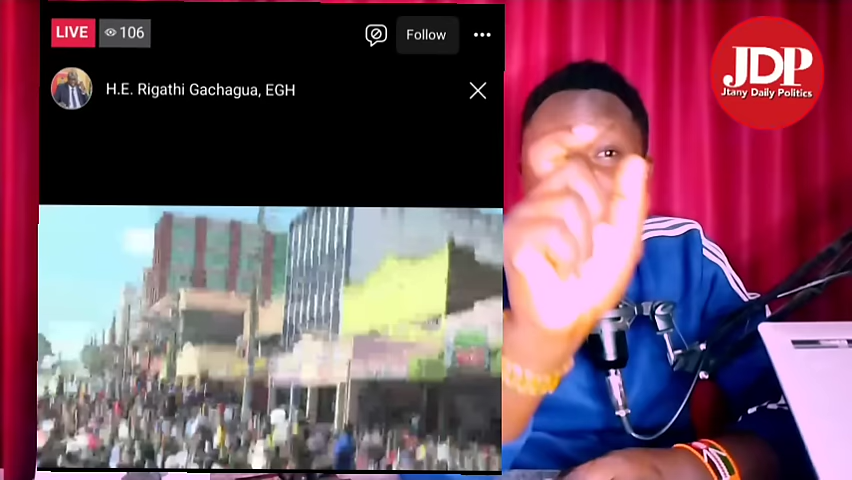 LIVE
106
Follow
H.E. Rigathi Gachagua, EGH
JDP
Jtany Daily Politics